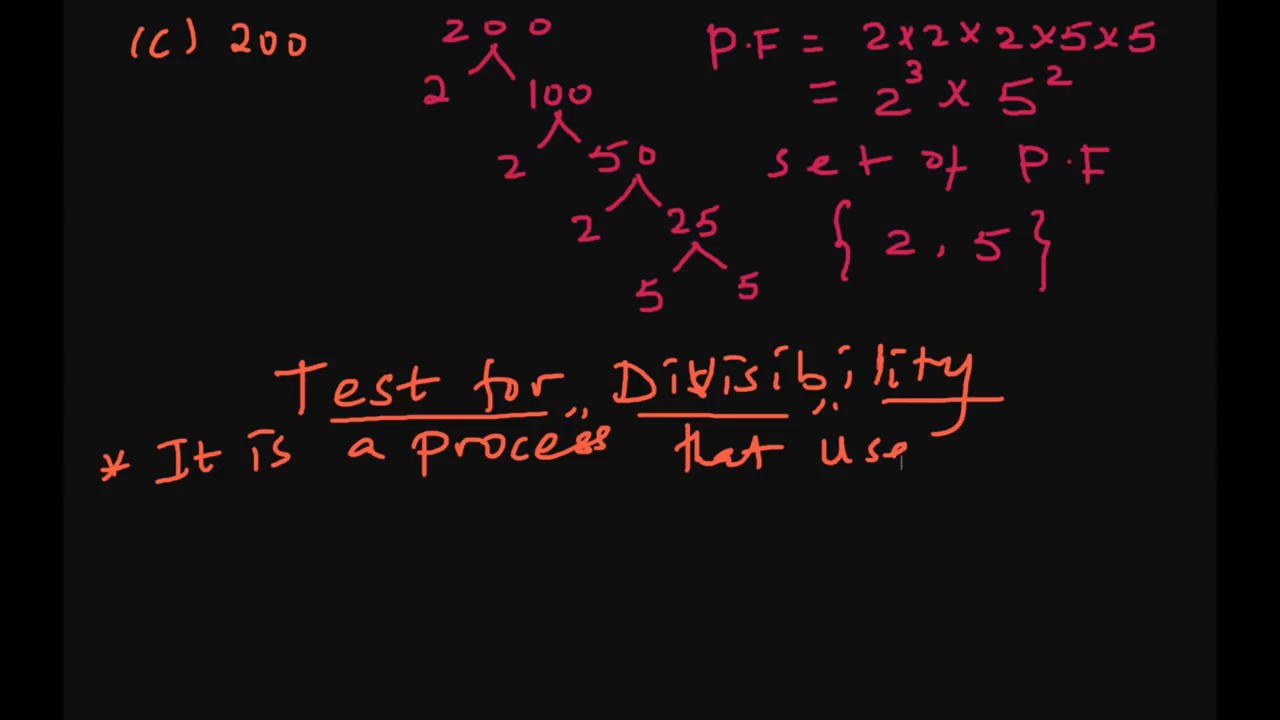 (C) 200
200
2 100
2 50
2 25
5 5
P.F = 2 × 2 × 2 × 5 × 5
= 2³ × 5²
set of P.F
{ 2 , 5 }
Test for Divisibility
* It is a process that use